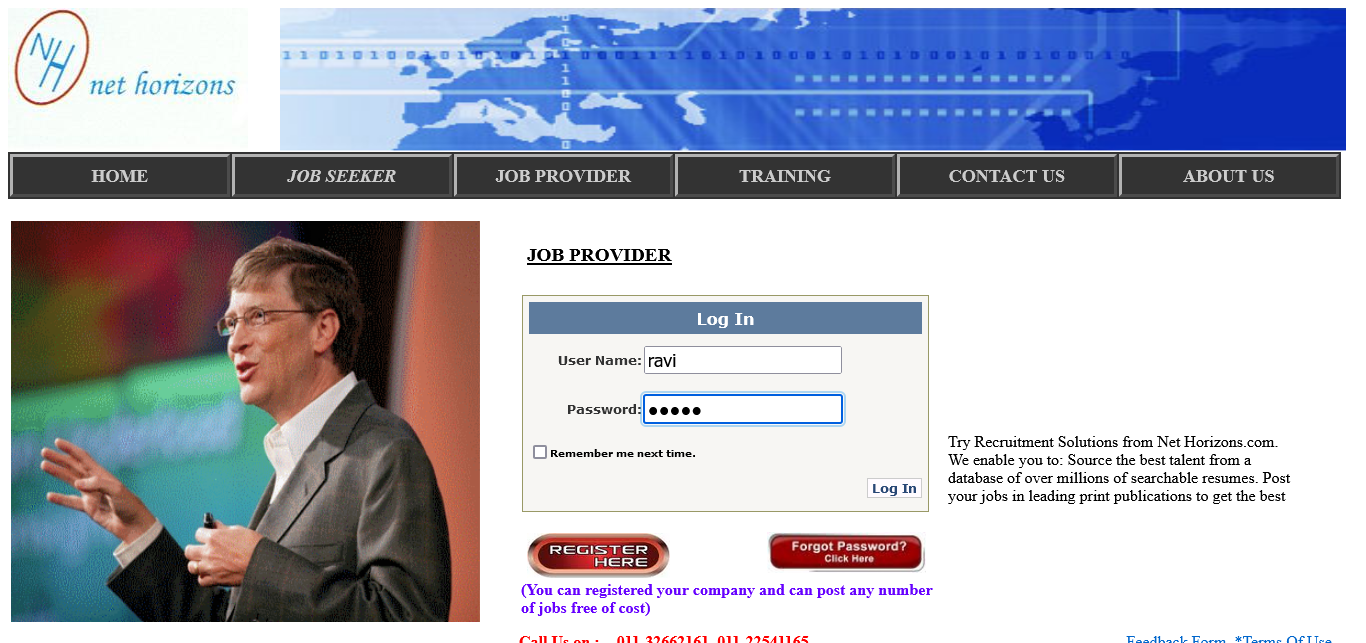 NH net horizons
HOME JOB SEEKER JOB PROVIDER TRAINING CONTACT US ABOUT US
JOB PROVIDER
Log In
User Name: ravi
Password: ●●●●●
Remember me next time.
Log In
Try Recruitment Solutions from Net Horizons.com.
We enable you to: Source the best talent from a
database of over millions of searchable resumes. Post
your jobs in leading print publications to get the best
REGISTER
HERE
Forgot Password?
Click Here
(You can registered your company and can post any number
of jobs free of cost)
Call Us on : 011-32662161, 011-22541165
Feedback Form *Terms Of Use